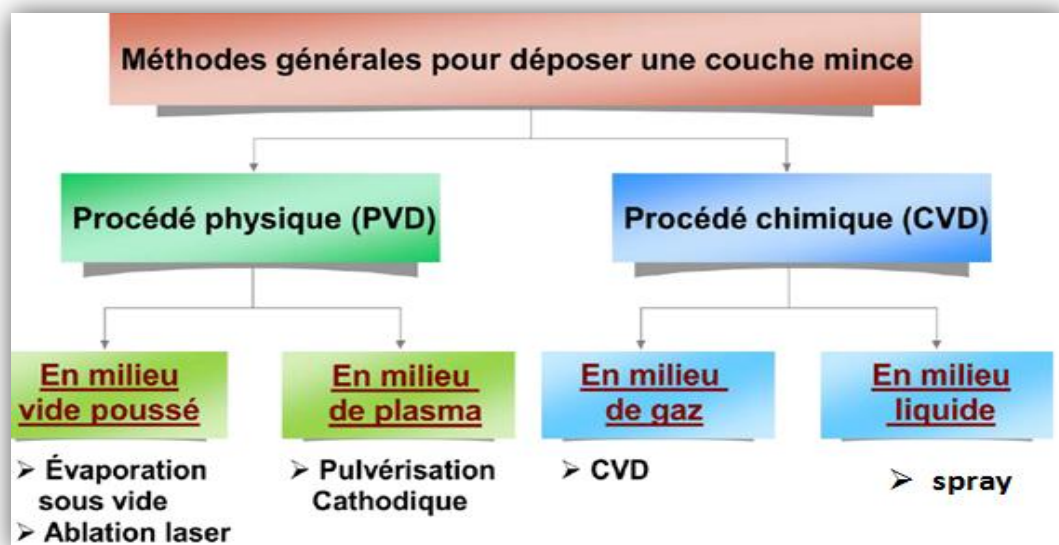 Méthodes générales pour déposer une couche mince
Procédé physique (PVD)
Procédé chimique (CVD)
En milieu
vide poussé
En milieu
de plasma
En milieu
de gaz
En milieu
liquide
➢ Évaporation
sous vide
➢ Ablation laser
➢ Pulvérisation
Cathodique
➢ CVD
➢ spray